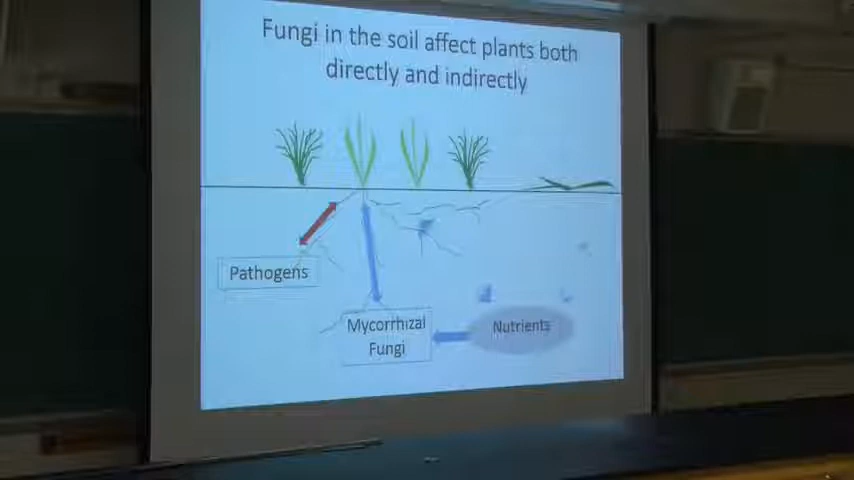 Fungi in the soil affect plants both
directly and indirectly
Pathogens
Mycorrhizal
Fungi
Nutrients